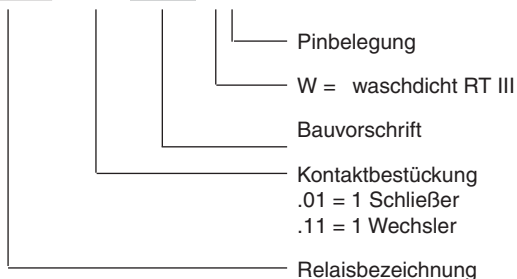 Pinbelegung
W = waschdicht RT III
Bauvorschrift
Kontaktbestückung
.01 = 1 Schließer
.11 = 1 Wechsler
Relaisbezeichnung